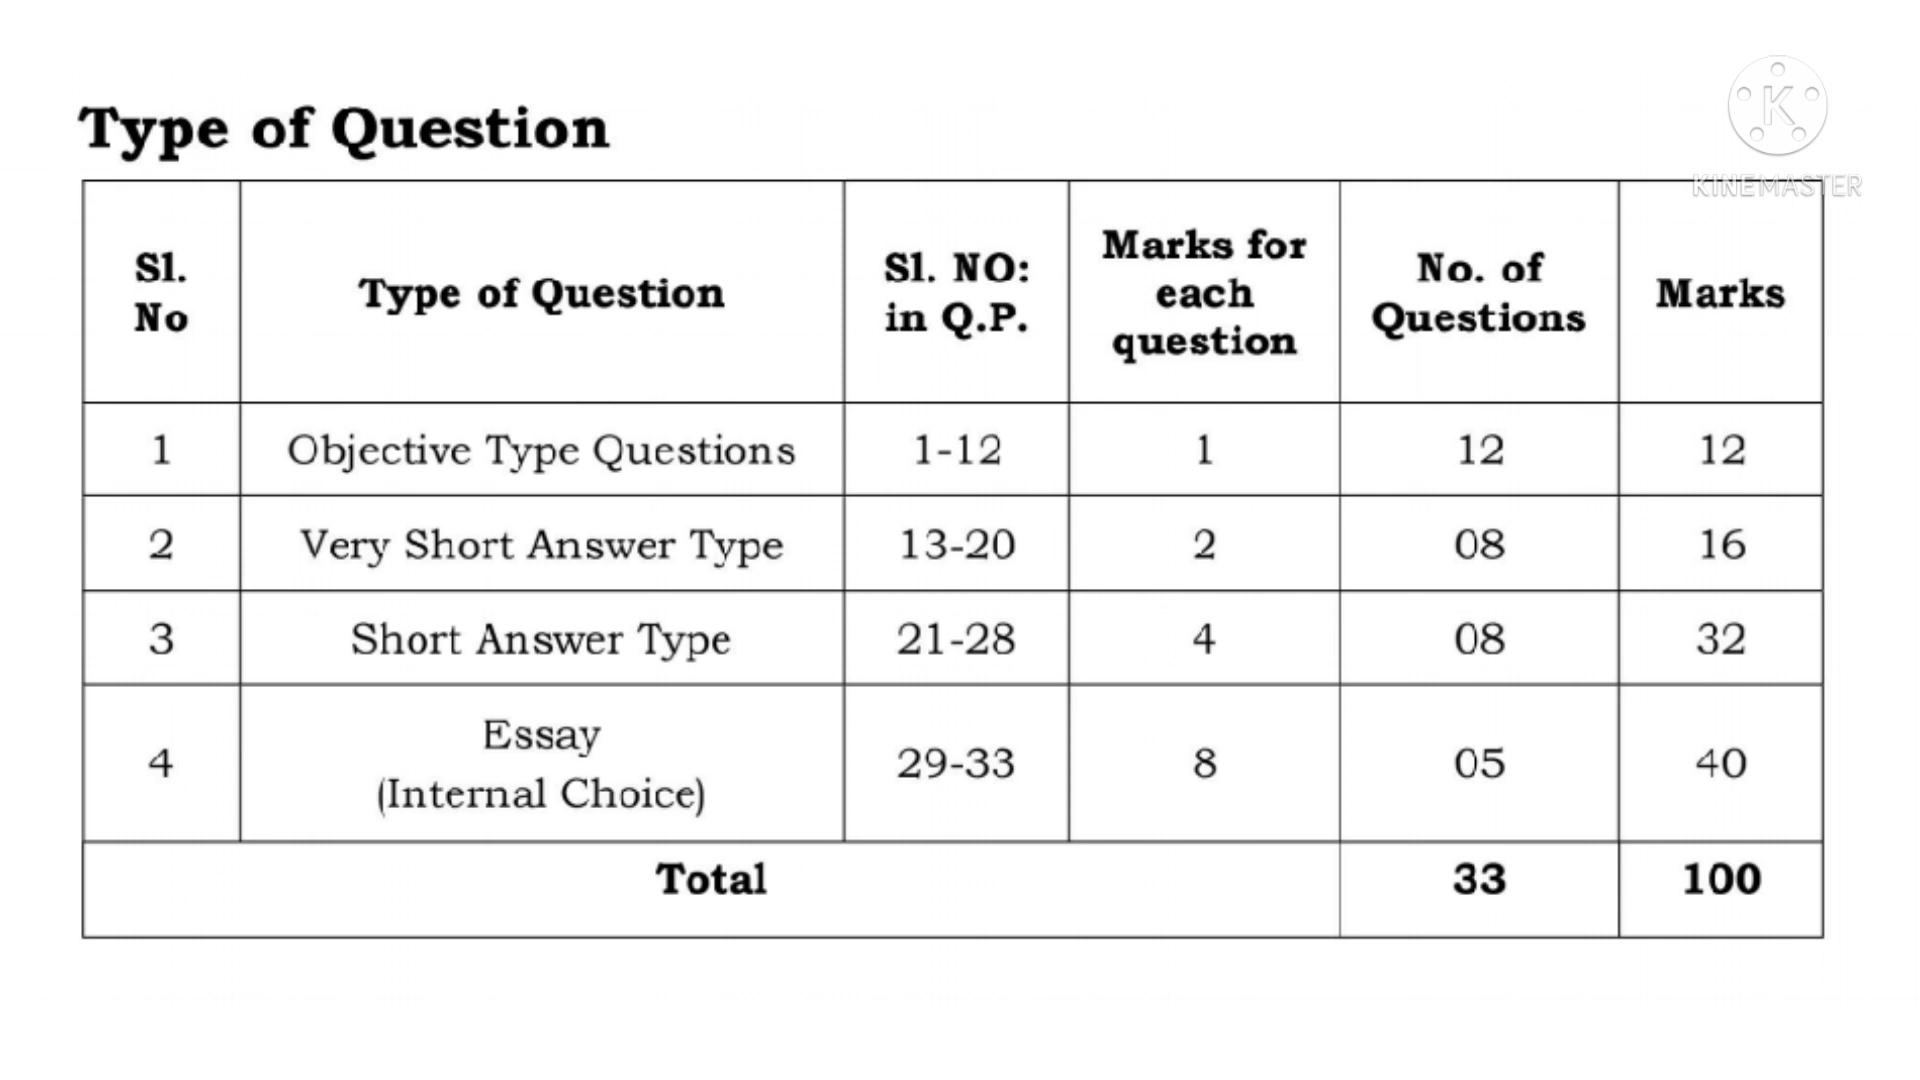 Type of Question
K
KINEMASTER
Sl. No | Type of Question | Sl. NO: in Q.P. | Marks for each question | No. of Questions | Marks
1 | Objective Type Questions | 1-12 | 1 | 12 | 12
2 | Very Short Answer Type | 13-20 | 2 | 08 | 16
3 | Short Answer Type | 21-28 | 4 | 08 | 32
4 | Essay (Internal Choice) | 29-33 | 8 | 05 | 40
Total | 33 | 100